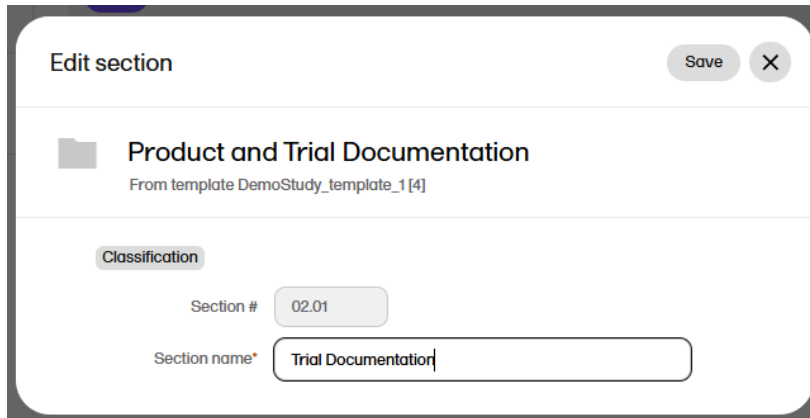 Edit section
Save
Product and Trial Documentation
From template DemoStudy_template_1 [4]
Classification
Section #
02.01
Section name*
Trial Documentation